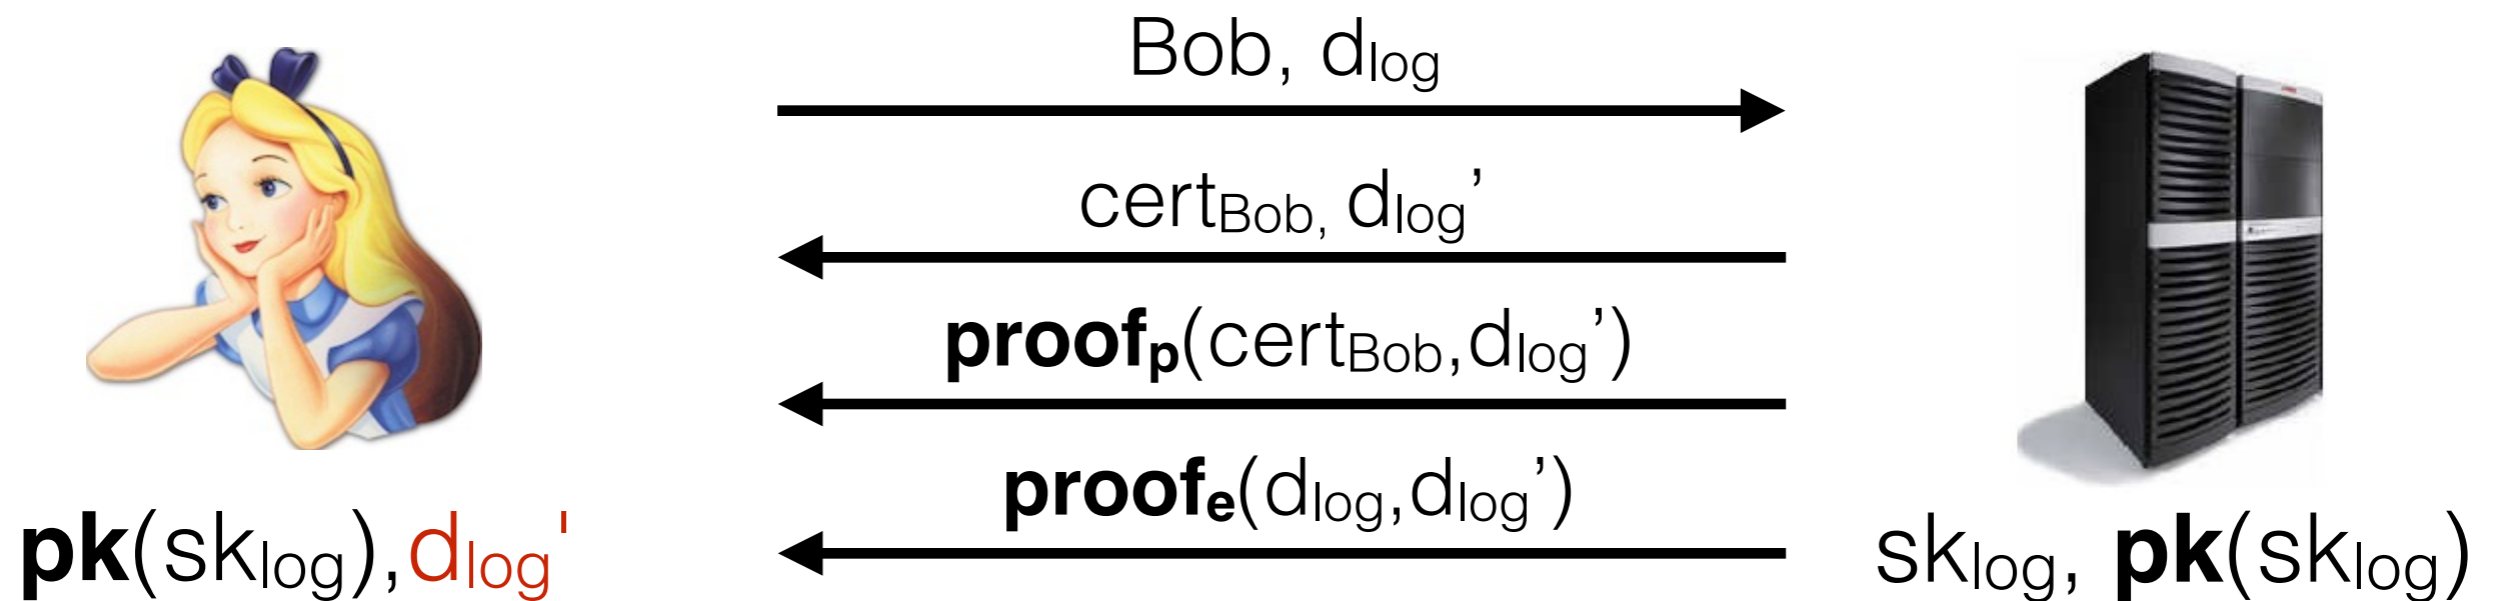 Bob, dlog
certBob, dlog’
proofp(certBob,dlog’)
proofe(dlog,dlog’)
pk(sklog),dlog'
sklog, pk(sklog)